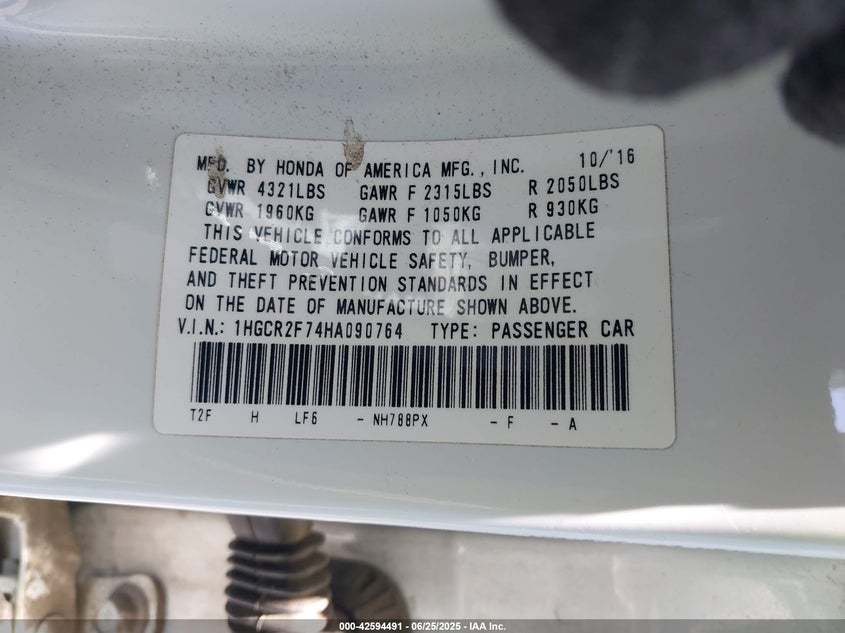 MFD. BY HONDA OF AMERICA MFG., INC. 10/'16
GVWR 4321LBS GAWR F 2315LBS R 2050LBS
GVWR 1960KG GAWR F 1050KG R 930KG
THIS VEHICLE CONFORMS TO ALL APPLICABLE
FEDERAL MOTOR VEHICLE SAFETY, BUMPER,
AND THEFT PREVENTION STANDARDS IN EFFECT
ON THE DATE OF MANUFACTURE SHOWN ABOVE.
V.I.N.: 1HGCR2F74HA090764 TYPE: PASSENGER CAR
T2F H LF6 - NH788PX - F - A
000-42594491 - 06/25/2025 - IAA Inc.